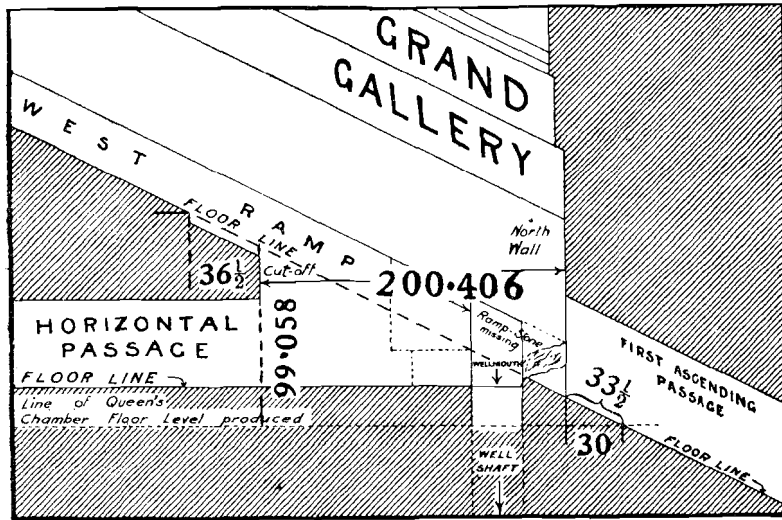 GRAND
GALLERY
WEST RAMP
FLOOR LINE
North
Wall
36½
Cut-off
200·406
99·058
HORIZONTAL
PASSAGE
FLOOR LINE
Line of Queen's
Chamber Floor Level produced
Ramp-Stone
missing
WELLMOUTH
FIRST ASCENDING
PASSAGE
33½
30
WELL
SHAFT
FLOOR LINE